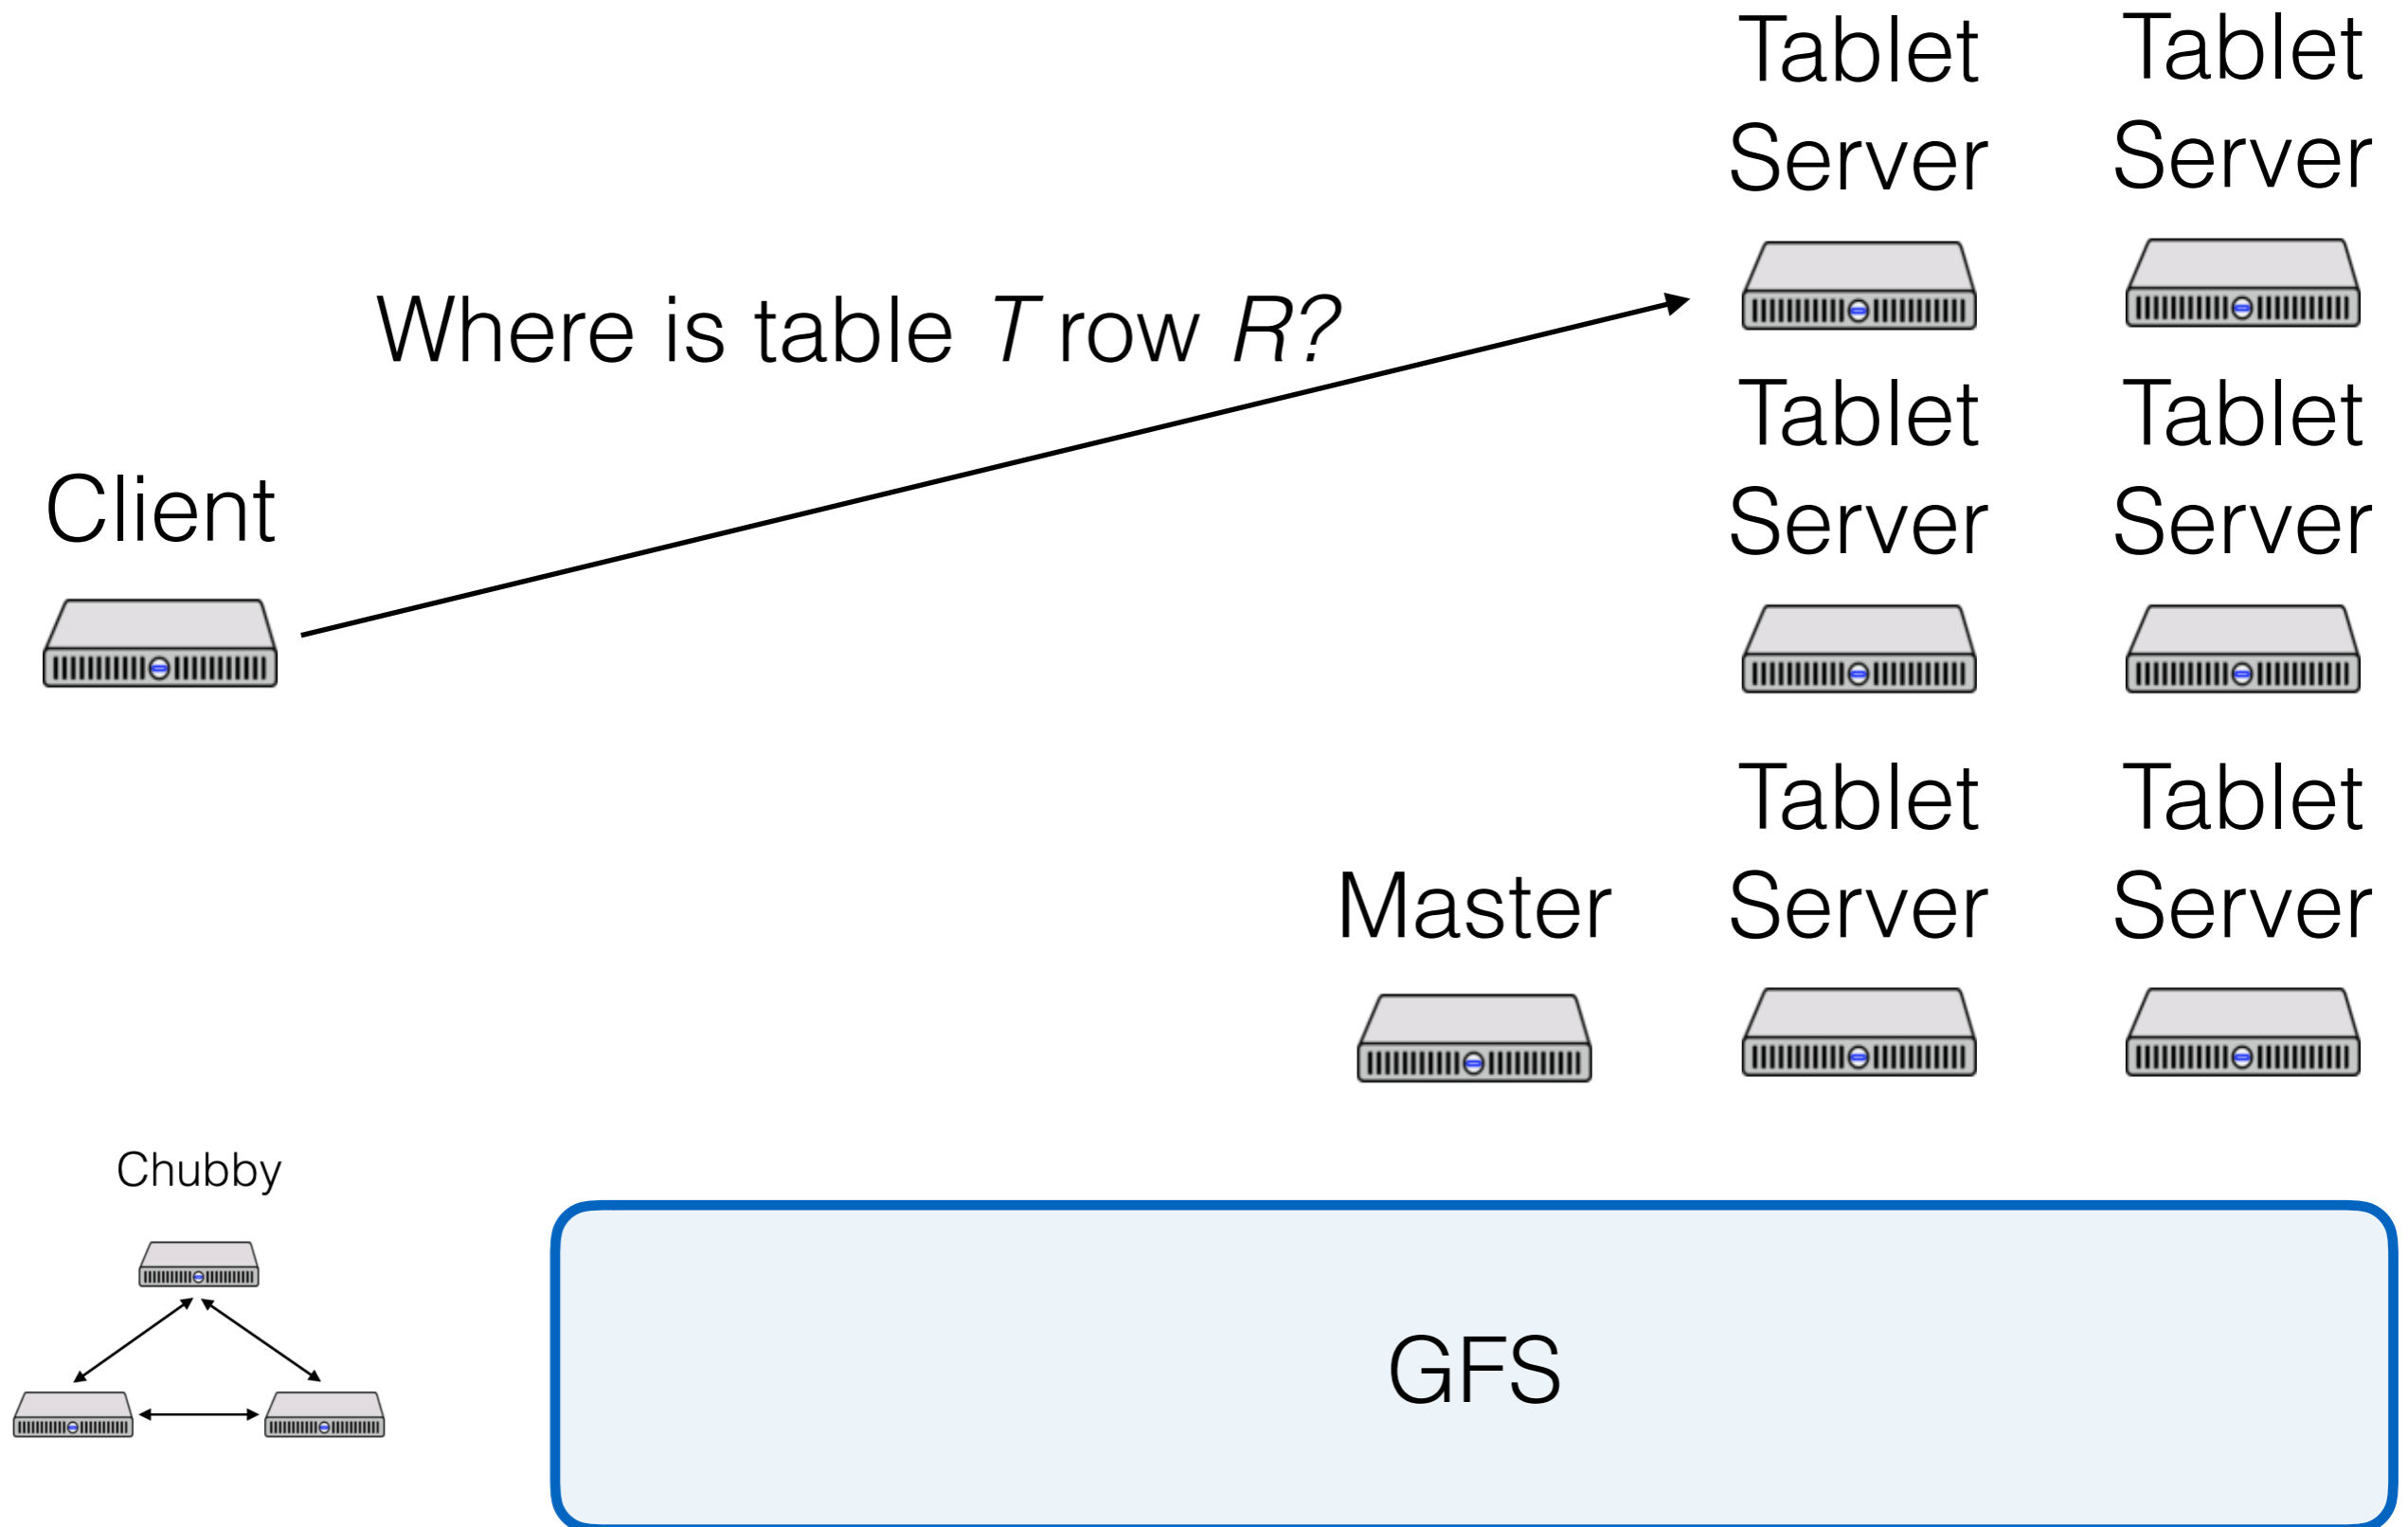 Tablet
Server
Tablet
Server
Where is table T row R?
Client
Tablet
Server
Tablet
Server
Master
Tablet
Server
Tablet
Server
Chubby
GFS